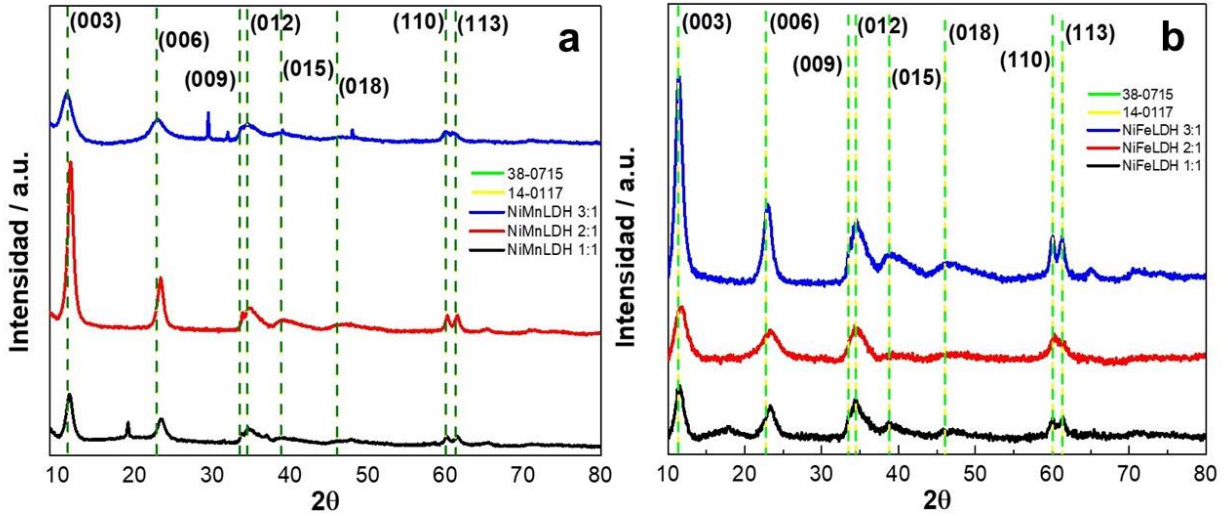 (003)
(006)
(009)
(012)
(015)
(018)
(110)
(113)
a
38-0715
14-0117
NiMnLDH 3:1
NiMnLDH 2:1
NiMnLDH 1:1
Intensidad / a.u.
10 20 30 40 50 60 70 80
2θ
(003)
(006)
(009)
(012)
(015)
(018)
(110)
(113)
b
38-0715
14-0117
NiFeLDH 3:1
NiFeLDH 2:1
NiFeLDH 1:1
Intensidad / a.u.
10 20 30 40 50 60 70 80
2θ